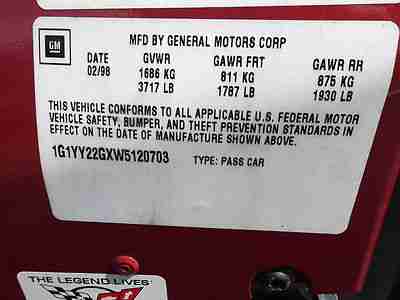 GM
MFD BY GENERAL MOTORS CORP
DATE GVWR GAWR FRT GAWR RR
02/98 1686 KG 811 KG 875 KG
3717 LB 1787 LB 1930 LB
THIS VEHICLE CONFORMS TO ALL APPLICABLE U.S. FEDERAL MOTOR
VEHICLE SAFETY, BUMPER, AND THEFT PREVENTION STANDARDS IN
EFFECT ON THE DATE OF MANUFACTURE SHOWN ABOVE.
1G1YY22GXW5120703 TYPE: PASS CAR
THE LEGEND LIVES